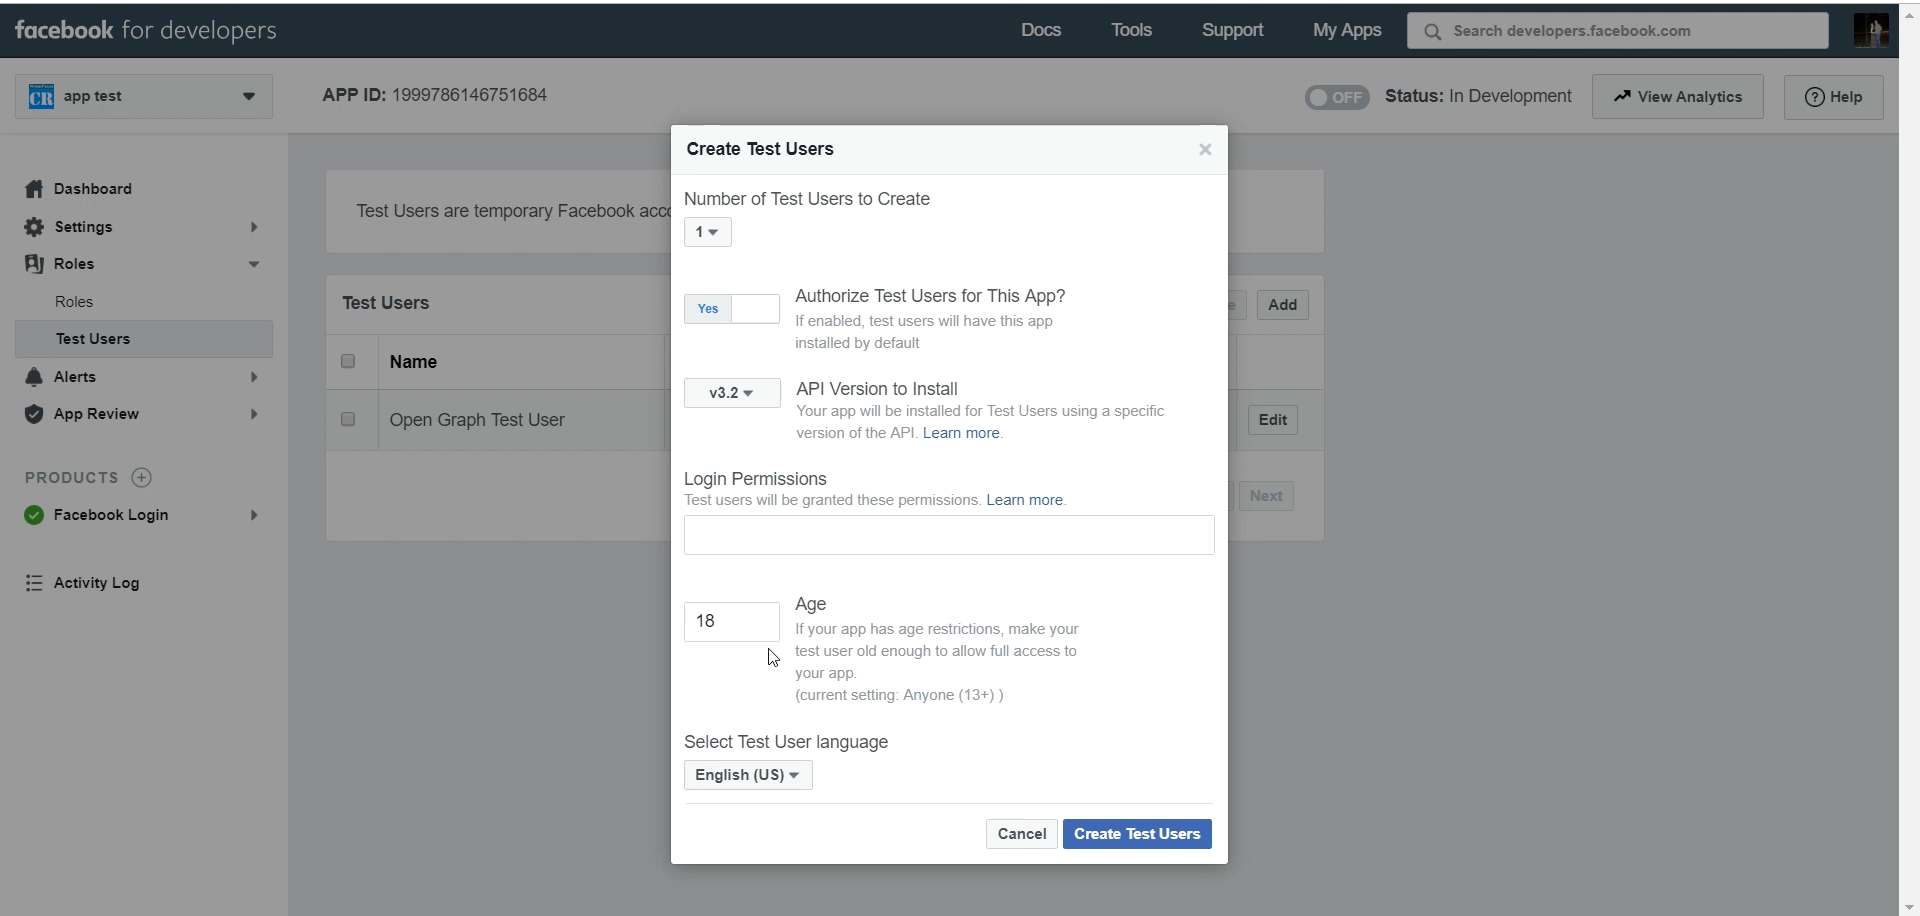 facebook for developers
Docs
Tools
Support
My Apps
Search developers.facebook.com
CR
app test
APP ID: 1999786146751684
OFF
Status: In Development
View Analytics
? Help
Dashboard
Settings
Roles
Roles
Test Users
Alerts
App Review
PRODUCTS
Facebook Login
Activity Log
Test Users are temporary Facebook acco
Test Users
Add
Name
Open Graph Test User
Edit
Next
Create Test Users
Number of Test Users to Create
1
Yes
Authorize Test Users for This App?
If enabled, test users will have this app
installed by default
v3.2
API Version to Install
Your app will be installed for Test Users using a specific
version of the API. Learn more.
Login Permissions
Test users will be granted these permissions. Learn more.
18
Age
If your app has age restrictions, make your
test user old enough to allow full access to
your app.
(current setting: Anyone (13+) )
Select Test User language
English (US)
Cancel
Create Test Users